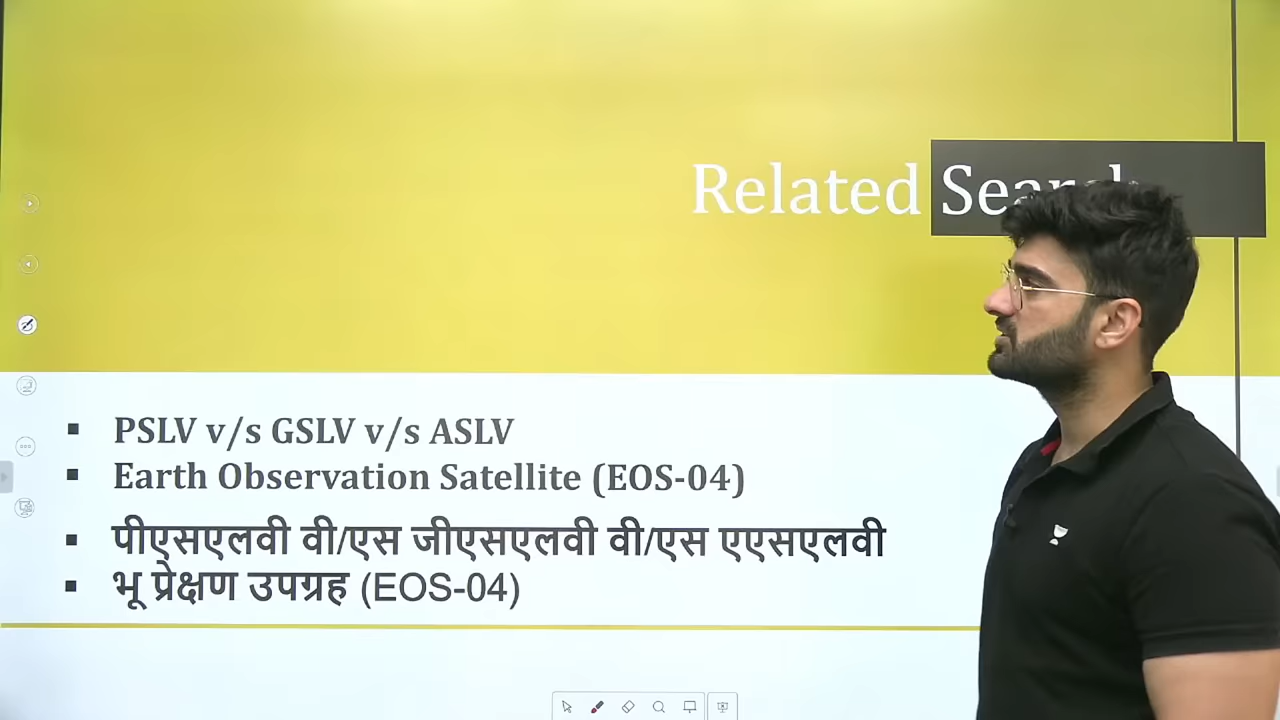 Related Search
PSLV v/s GSLV v/s ASLV
Earth Observation Satellite (EOS-04)
पीएसएलवी वी/एस जीएसएलवी वी/एस एएसएलवी
भू प्रेक्षण उपग्रह (EOS-04)